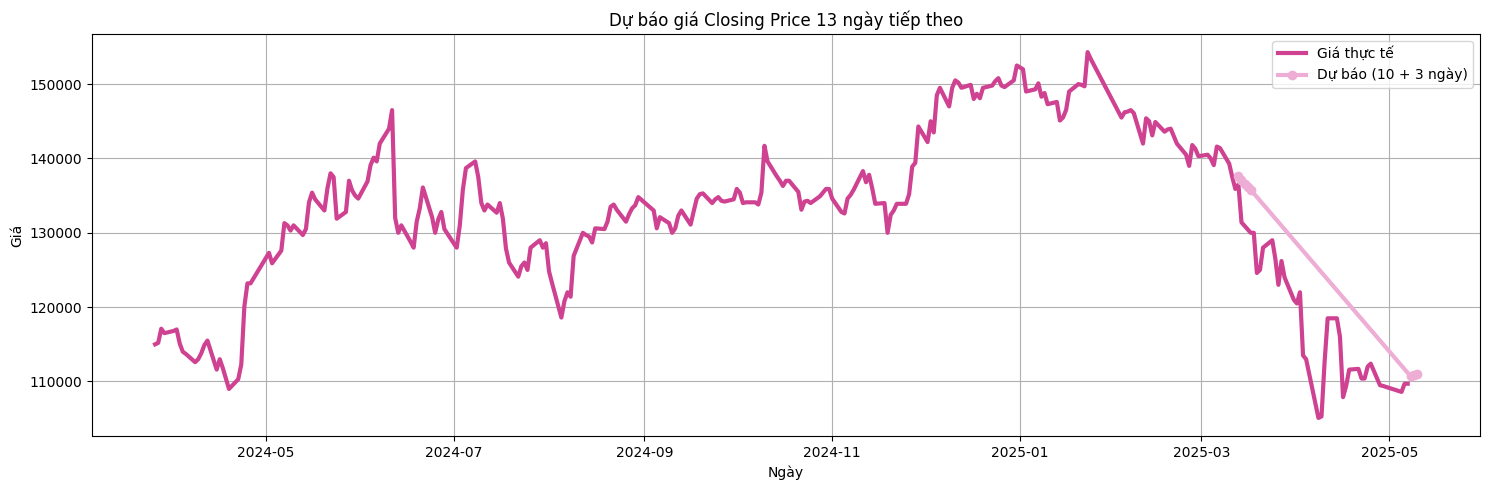 Dự báo giá Closing Price 13 ngày tiếp theo
Giá thực tế
Dự báo (10 + 3 ngày)
Giá
150000
140000
130000
120000
110000
2024-05
2024-07
2024-09
2024-11
2025-01
2025-03
2025-05
Ngày